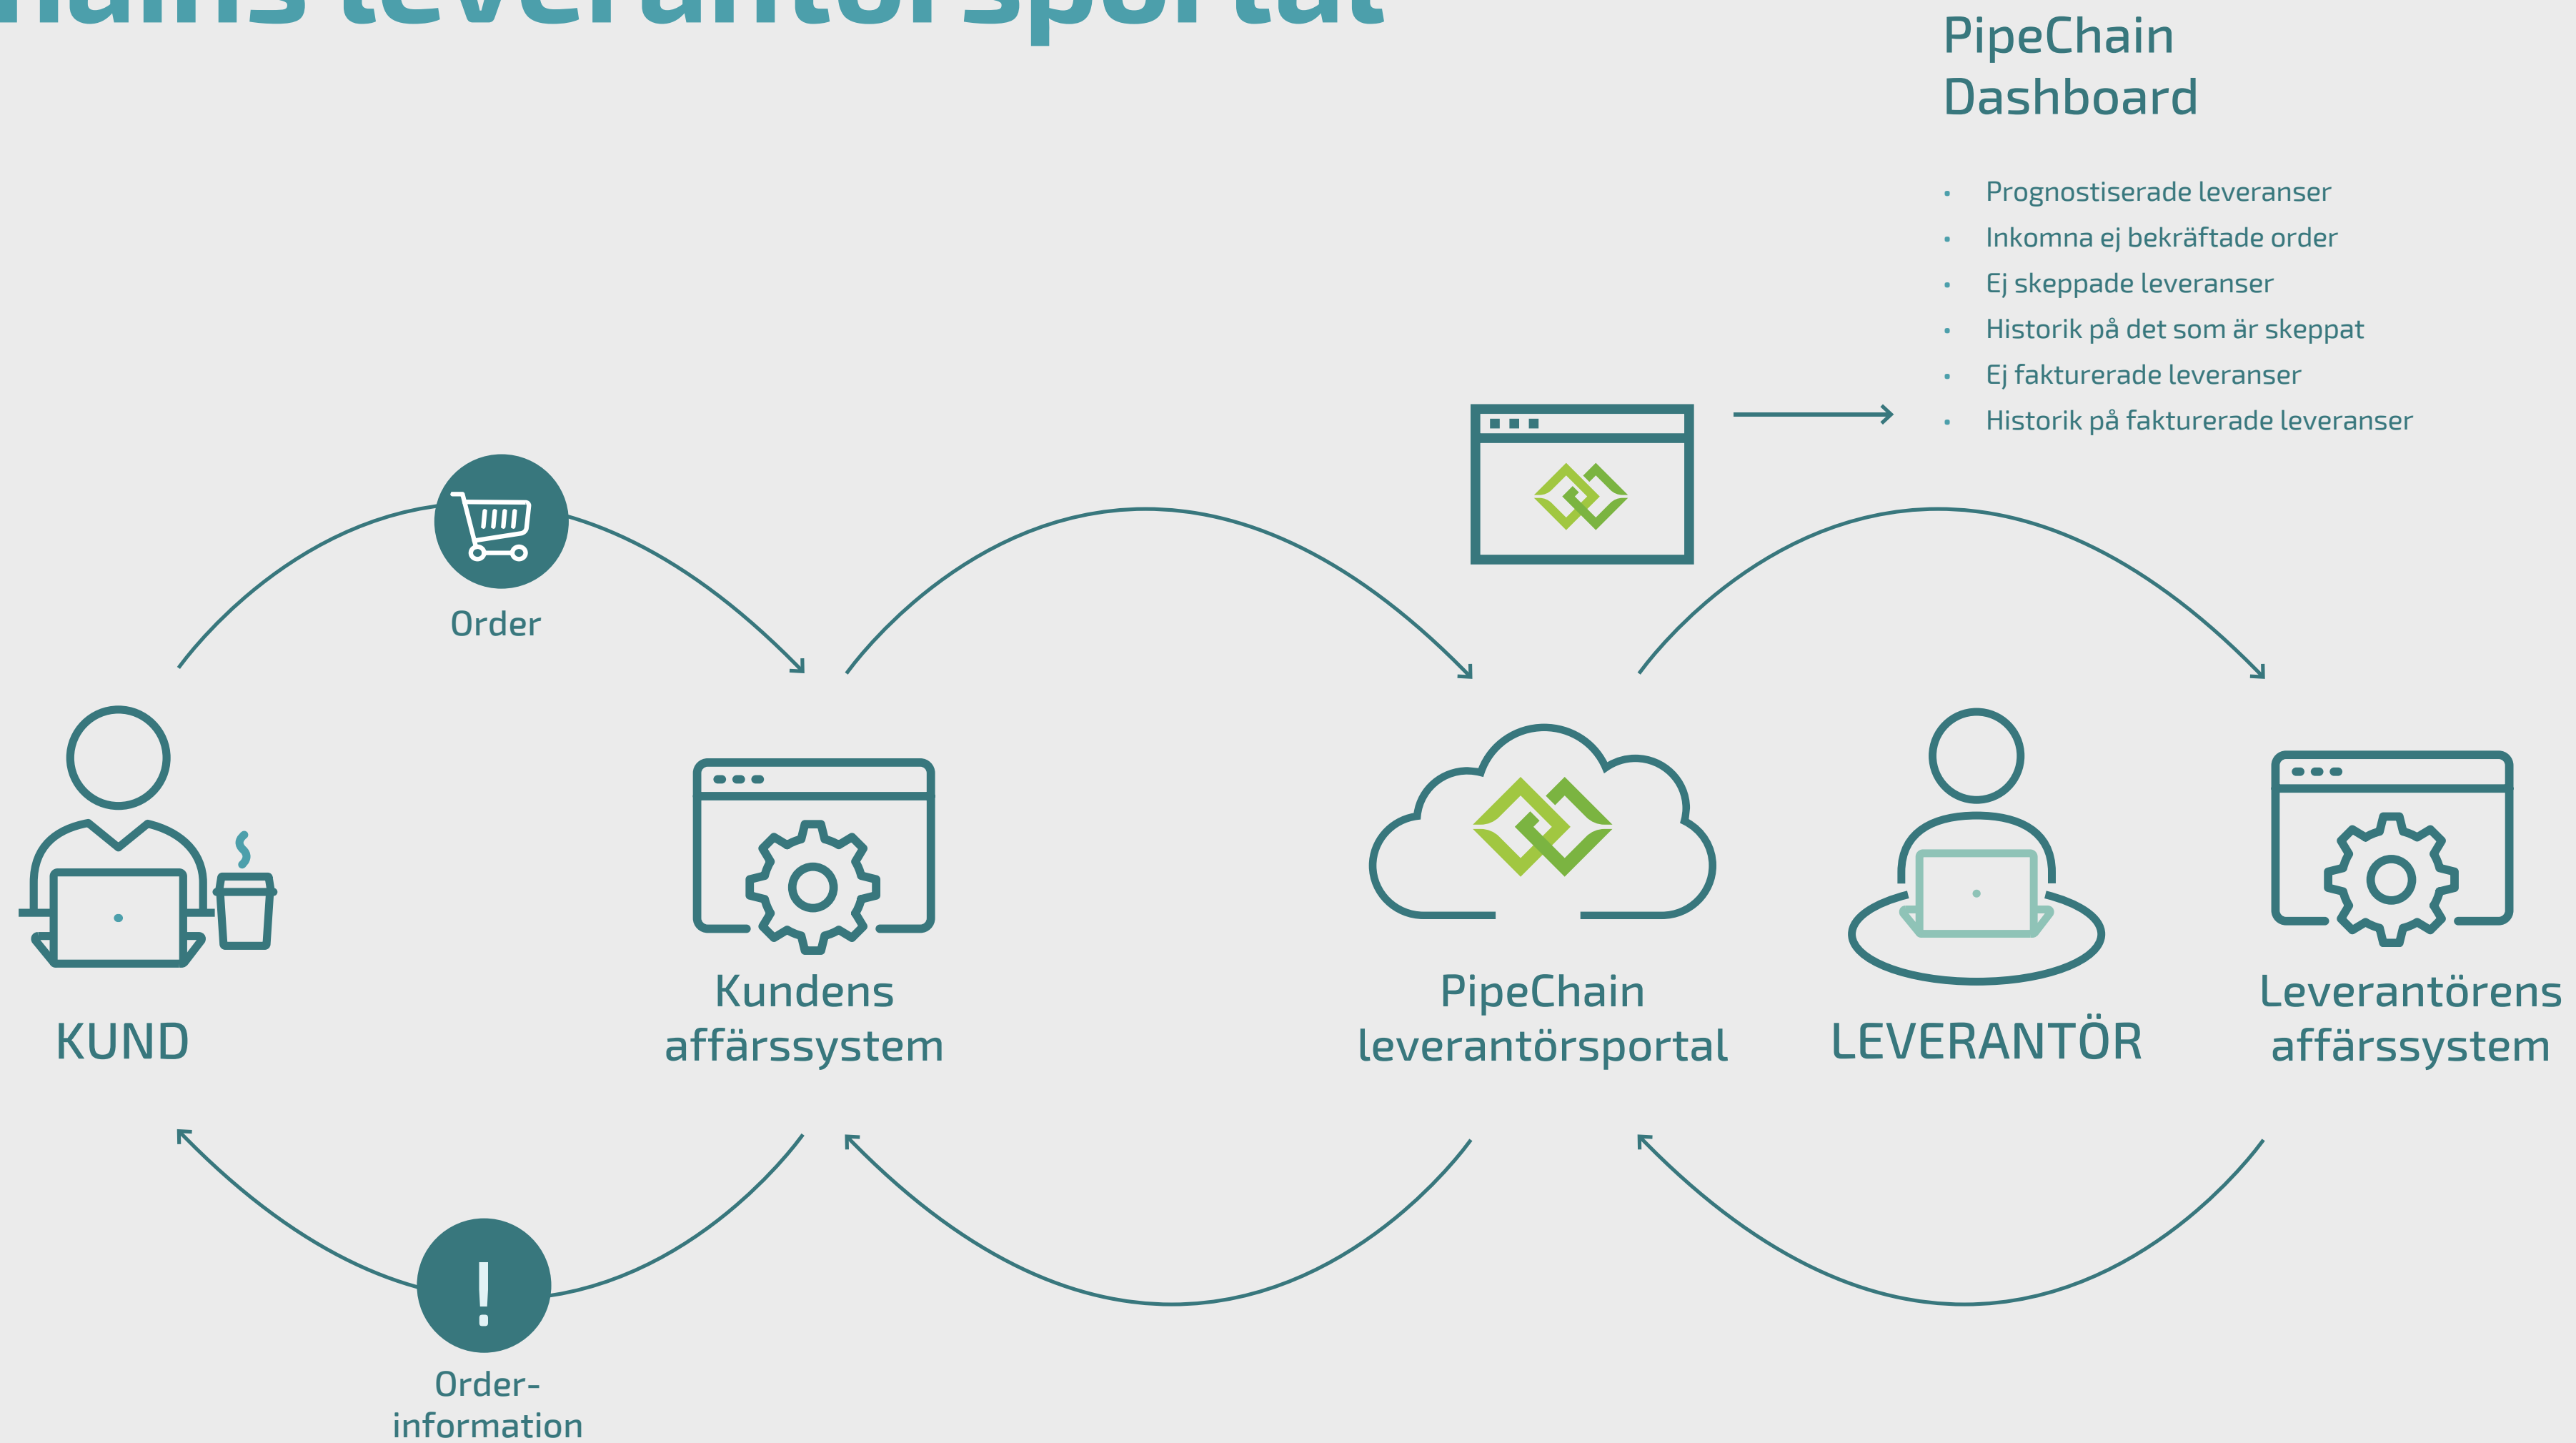 leverantörsportal
PipeChain
Dashboard
• Prognostiserade leveranser
• Inkomna ej bekräftade order
• Ej skeppade leveranser
• Historik på det som är skeppat
• Ej fakturerade leveranser
• Historik på fakturerade leveranser
Order
KUND
Kundens
affärssystem
PipeChain
leverantörsportal
LEVERANTÖR
Leverantörens
affärssystem
!
Order-
information